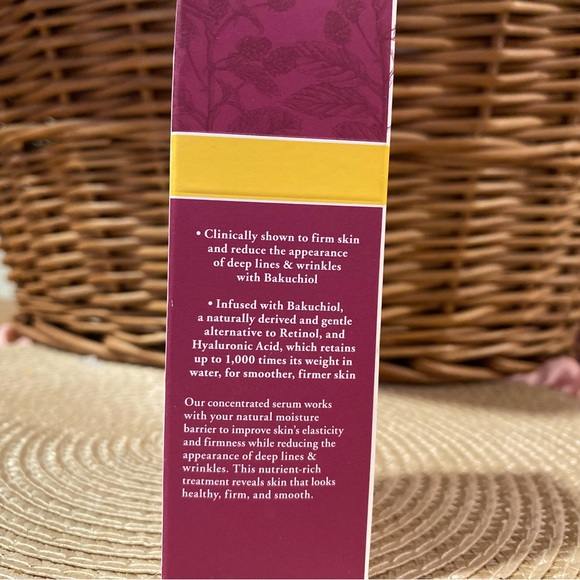 • Clinically shown to firm skin
and reduce the appearance
of deep lines & wrinkles
with Bakuchiol
• Infused with Bakuchiol,
a naturally derived and gentle
alternative to Retinol, and
Hyaluronic Acid, which retains
up to 1,000 times its weight in
water, for smoother, firmer skin
Our concentrated serum works
with your natural moisture
barrier to improve skin's elasticity
and firmness while reducing the
appearance of deep lines &
wrinkles. This nutrient-rich
treatment reveals skin that looks
healthy, firm, and smooth.